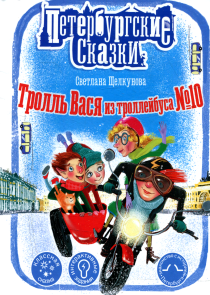 Петербургские
Сказки
Светлана Щелкунова
Тролль Вася из троллейбуса №10